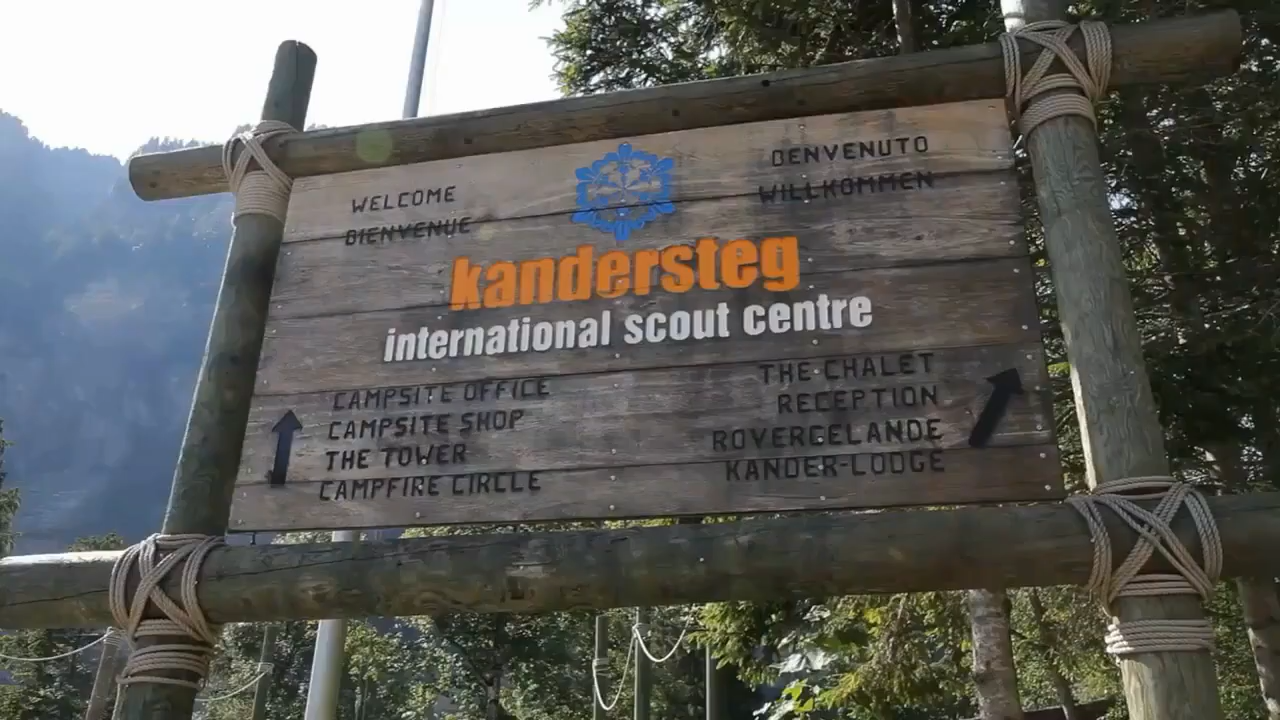 WELCOME
BIENVENUE
BENVENUTO
WILLKOMMEN
kandersteg
international scout centre
CAMPSITE OFFICE
CAMPSITE SHOP
THE TOWER
CAMPFIRE CIRCLE
THE CHALET
RECEPTION
ROVERGELANDE
KANDER-LODGE